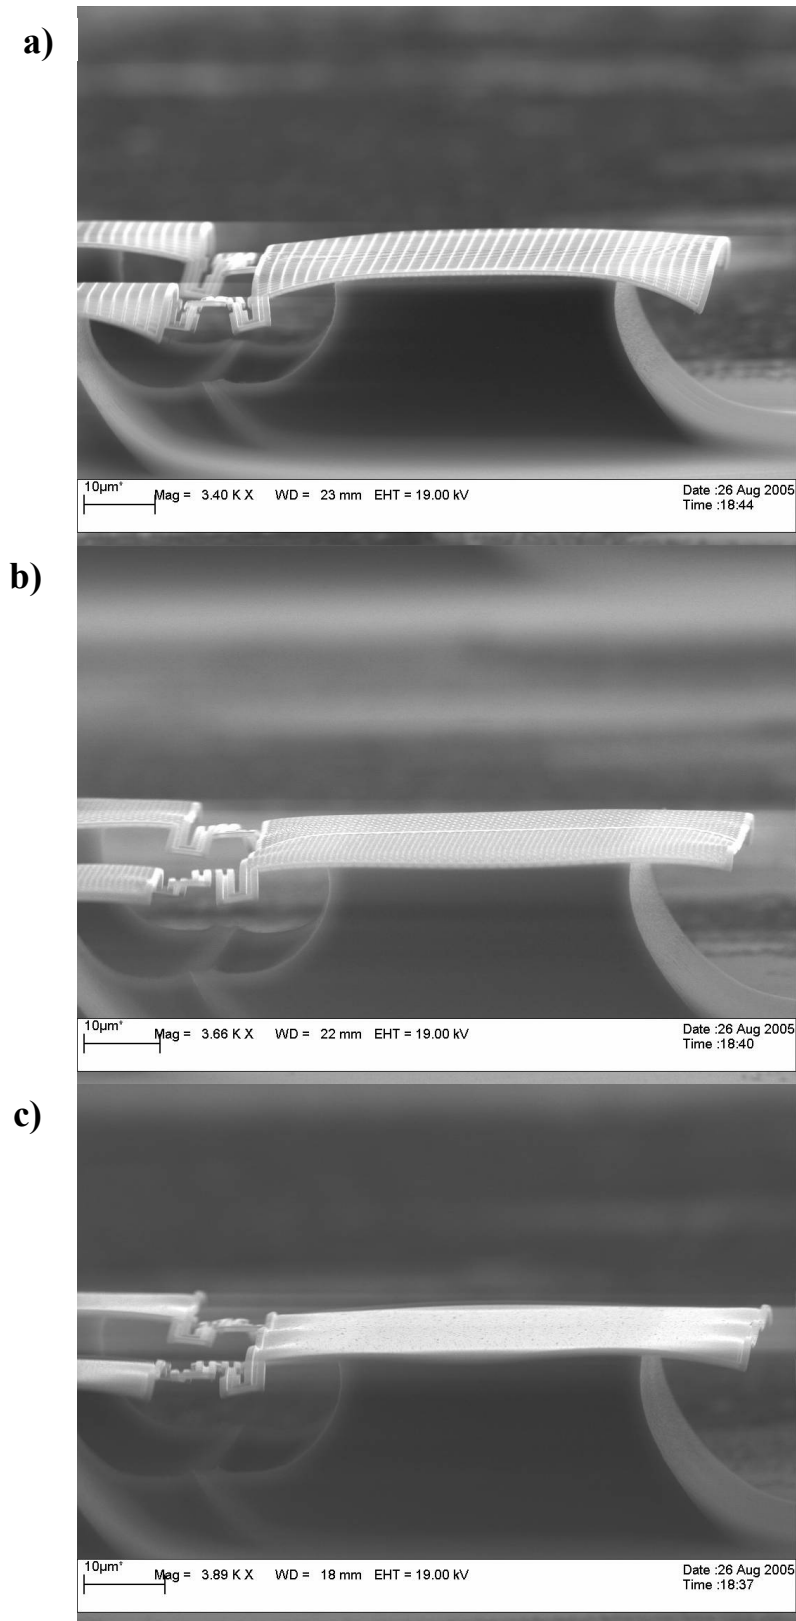 a)
10µm*
Mag = 3.40 K X WD = 23 mm EHT = 19.00 kV
Date :26 Aug 2005
Time :18:44
b)
10µm*
Mag = 3.66 K X WD = 22 mm EHT = 19.00 kV
Date :26 Aug 2005
Time :18:40
c)
10µm*
Mag = 3.89 K X WD = 18 mm EHT = 19.00 kV
Date :26 Aug 2005
Time :18:37